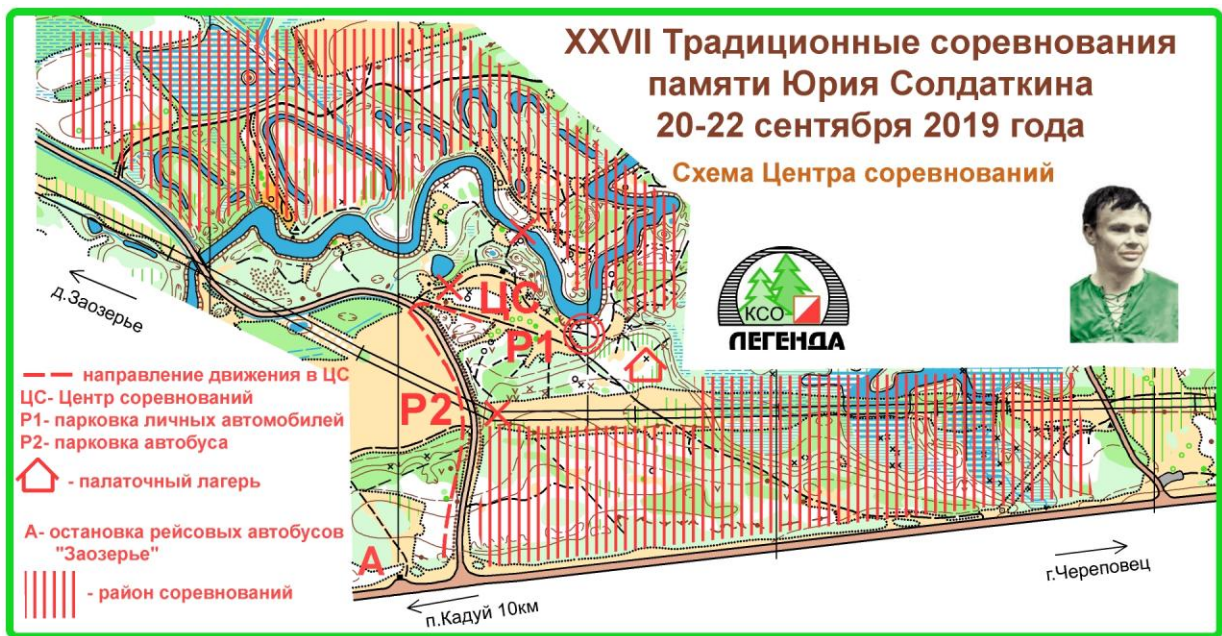 XXVII Традиционные соревнования
памяти Юрия Солдаткина
20-22 сентября 2019 года
Схема Центра соревнований
КСО
ЛЕГЕНДА
д.Заозерье
ЦС
Р1
Р2
А
направление движения в ЦС
ЦС- Центр соревнований
Р1- парковка личных автомобилей
Р2- парковка автобуса
- палаточный лагерь
А- остановка рейсовых автобусов
"Заозерье"
- район соревнований
п.Кадуй 10км
г.Череповец